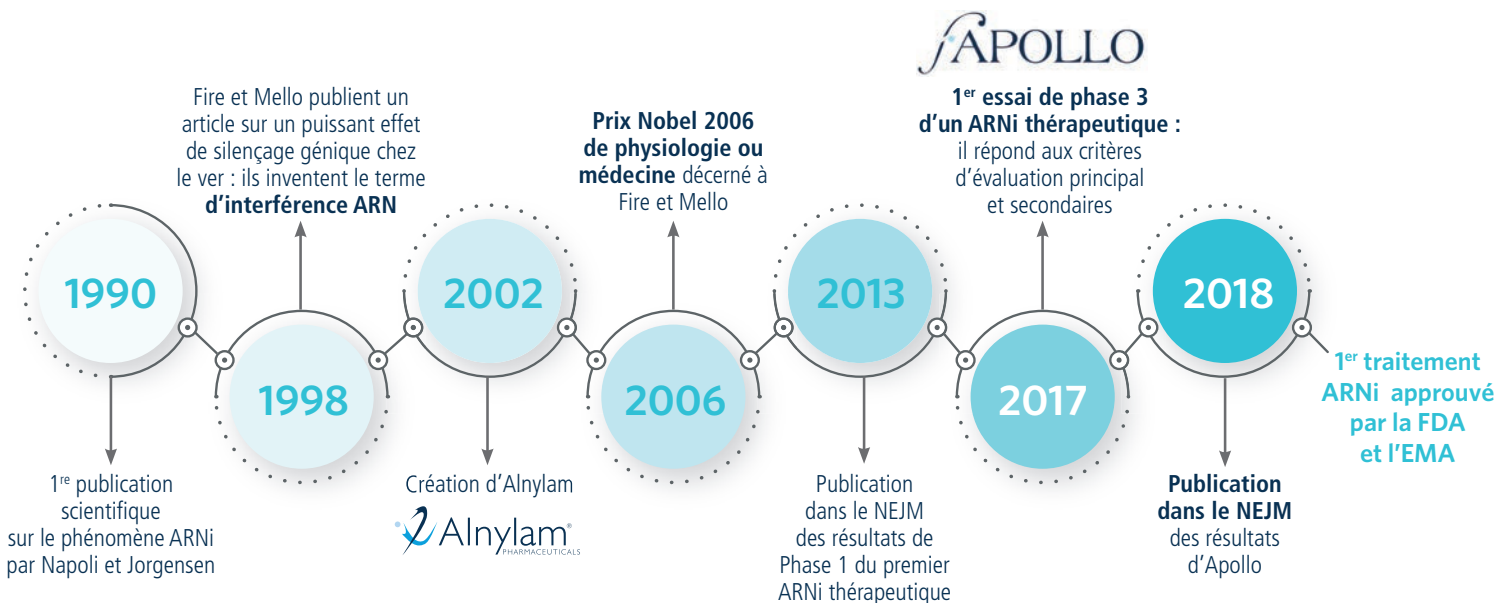 1990
1re publication
scientifique
sur le phénomène ARNi
par Napoli et Jorgensen
Fire et Mello publient un
article sur un puissant effet
de silençage génique chez
le ver : ils inventent le terme
d’interférence ARN
1998
2002
Création d’Alnylam
Alnylam®
PHARMACEUTICALS
Prix Nobel 2006
de physiologie ou
médecine décerné à
Fire et Mello
2006
2013
Publication
dans le NEJM
des résultats de
Phase 1 du premier
ARNi thérapeutique
APOLLO
1er essai de phase 3
d’un ARNi thérapeutique :
il répond aux critères
d’évaluation principal
et secondaires
2017
2018
Publication
dans le NEJM
des résultats
d’Apollo
1er traitement
ARNi approuvé
par la FDA
et l’EMA